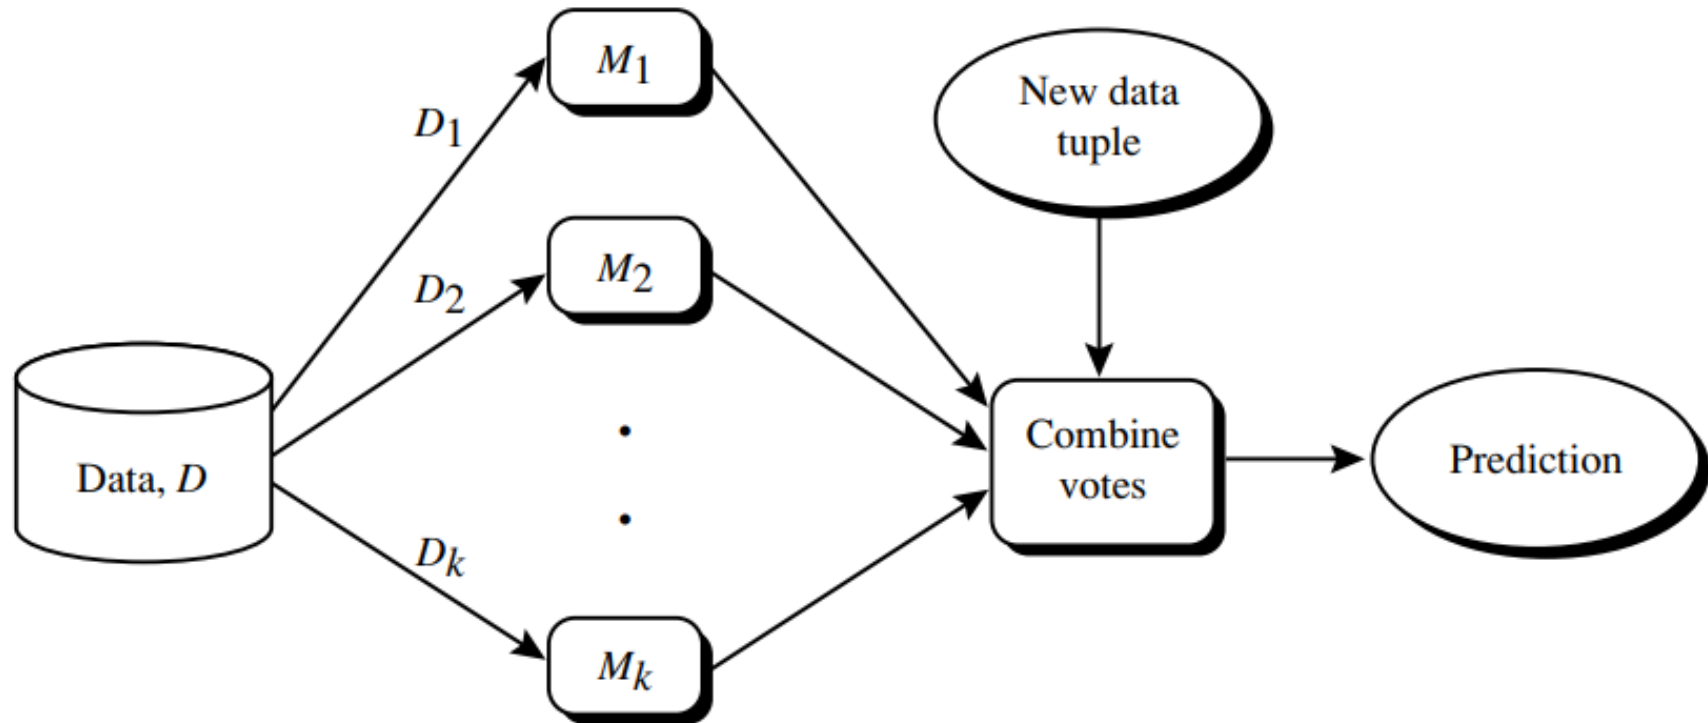 M1
D1
New data
tuple
D2
M2
Data, D
Combine
votes
Prediction
Dk
Mk